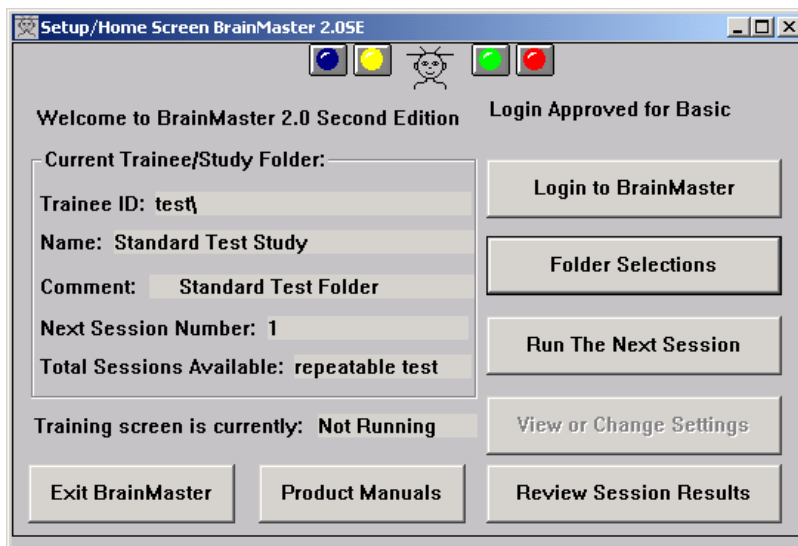 Setup/Home Screen BrainMaster 2.0SE
Welcome to BrainMaster 2.0 Second Edition
Login Approved for Basic
Current Trainee/Study Folder:
Trainee ID: test\
Name: Standard Test Study
Comment: Standard Test Folder
Next Session Number: 1
Total Sessions Available: repeatable test
Training screen is currently: Not Running
Login to BrainMaster
Folder Selections
Run The Next Session
View or Change Settings
Exit BrainMaster
Product Manuals
Review Session Results